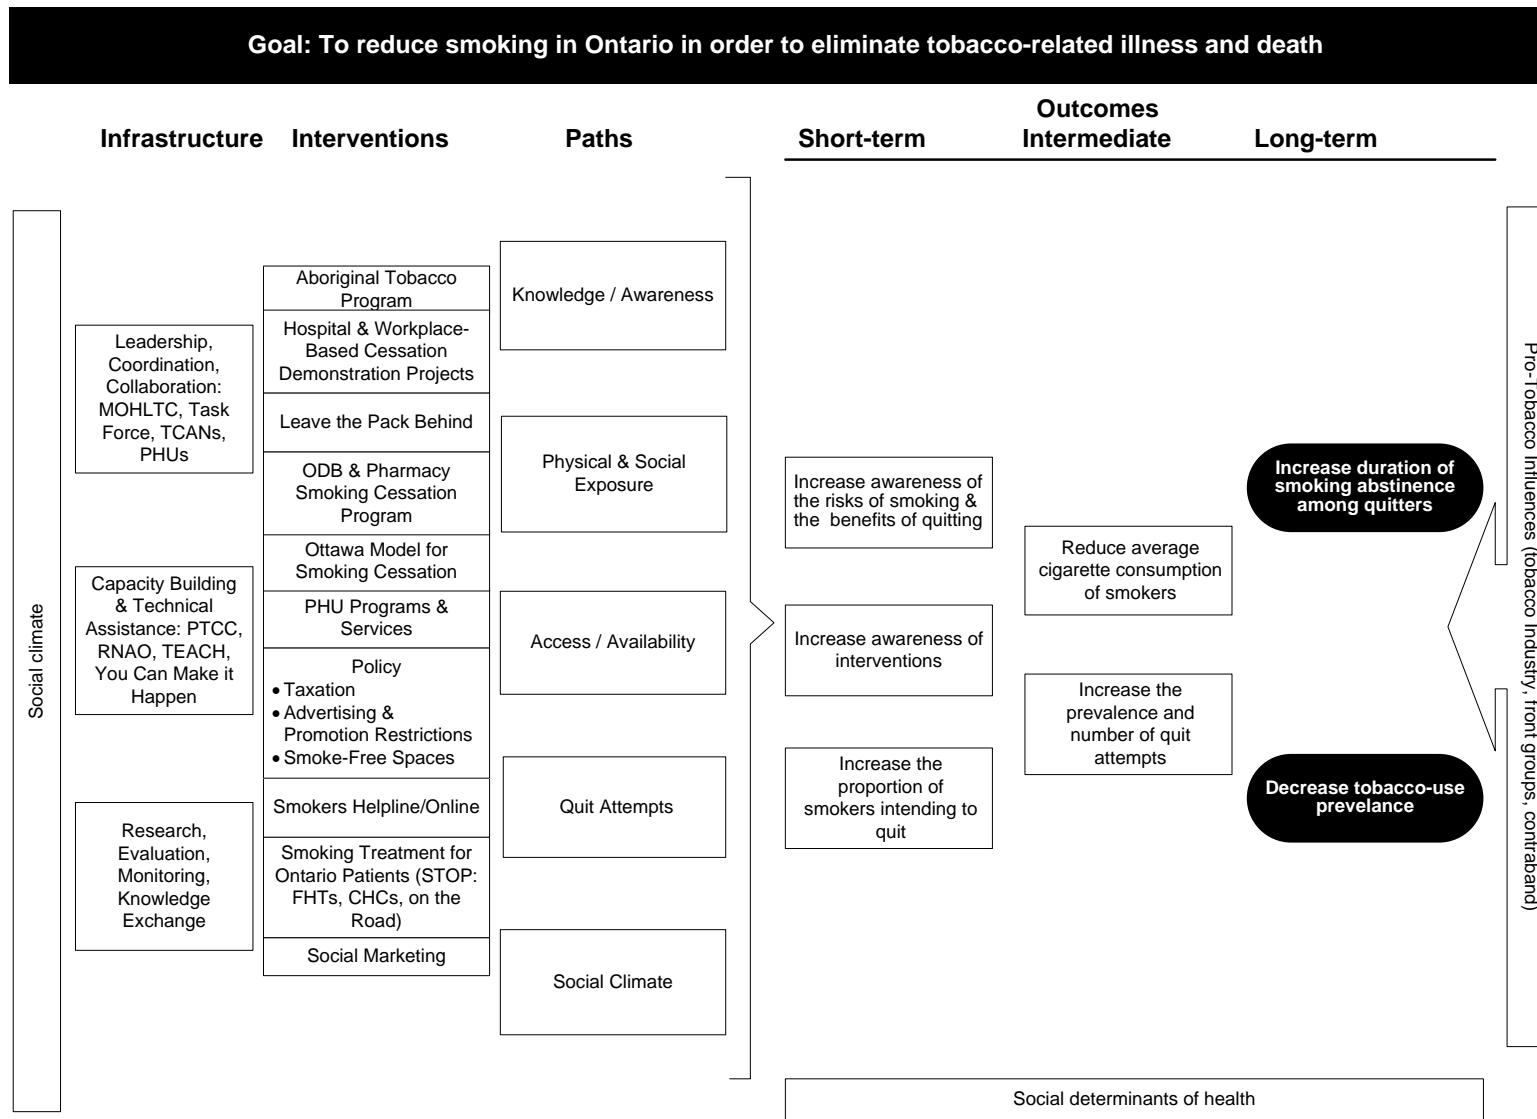 Goal: To reduce smoking in Ontario in order to eliminate tobacco-related illness and death
Infrastructure
Interventions
Paths
Outcomes
Short-term
Intermediate
Long-term
Social climate
Leadership,
Coordination,
Collaboration:
MOHLTC, Task
Force, TCANs,
PHUs
Capacity Building
& Technical
Assistance: PTCC,
RNAO, TEACH,
You Can Make it
Happen
Research,
Evaluation,
Monitoring,
Knowledge
Exchange
Aboriginal Tobacco
Program
Hospital & Workplace-
Based Cessation
Demonstration Projects
Leave the Pack Behind
ODB & Pharmacy
Smoking Cessation
Program
Ottawa Model for
Smoking Cessation
PHU Programs &
Services
Policy
• Taxation
• Advertising &
Promotion Restrictions
• Smoke-Free Spaces
Smokers Helpline/Online
Smoking Treatment for
Ontario Patients (STOP:
FHTs, CHCs, on the
Road)
Social Marketing
Knowledge / Awareness
Physical & Social
Exposure
Access / Availability
Quit Attempts
Social Climate
Increase awareness of
the risks of smoking &
the benefits of quitting
Increase awareness of
interventions
Increase the
proportion of
smokers intending to
quit
Reduce average
cigarette consumption
of smokers
Increase the
prevalence and
number of quit
attempts
Increase duration of
smoking abstinence
among quitters
Decrease tobacco-use
prevelance
Pro-Tobacco Influences (tobacco Industry, front groups, contraband)
Social determinants of health